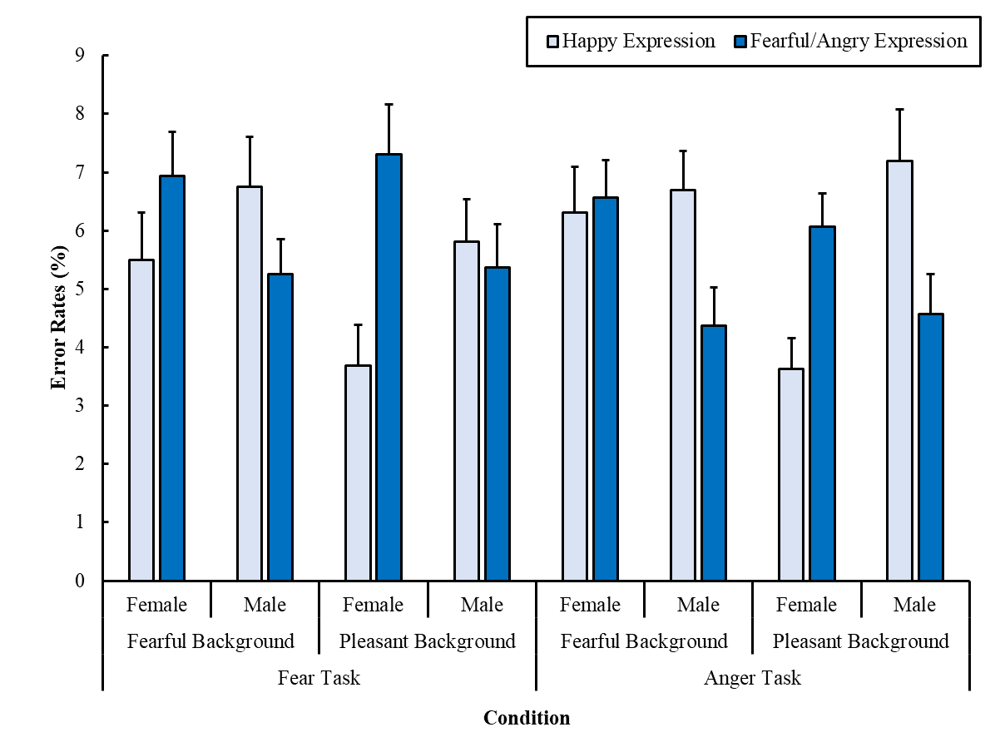 Happy Expression Fearful/Angry Expression
9
8
7
6
5
4
3
2
1
0
Error Rates (%)
Female Male Female Male Female Male Female Male
Fearful Background Pleasant Background Fearful Background Pleasant Background
Fear Task Anger Task
Condition